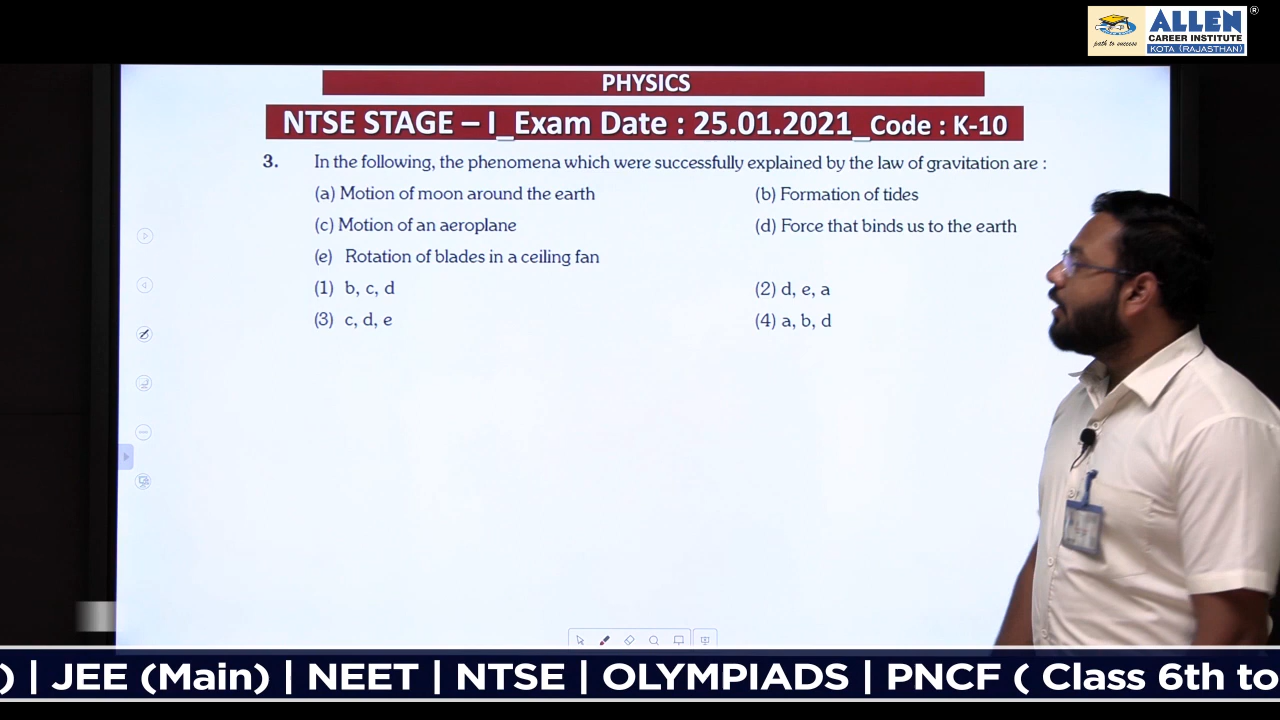 ALLEN
®
path to success
CAREER INSTITUTE
KOTA (RAJASTHAN)
PHYSICS
NTSE STAGE – I_Exam Date : 25.01.2021_Code : K-10
3. In the following, the phenomena which were successfully explained by the law of gravitation are :
(a) Motion of moon around the earth (b) Formation of tides
(c) Motion of an aeroplane (d) Force that binds us to the earth
(e) Rotation of blades in a ceiling fan
(1) b, c, d (2) d, e, a
(3) c, d, e (4) a, b, d
) | JEE (Main) | NEET | NTSE | OLYMPIADS | PNCF ( Class 6th to